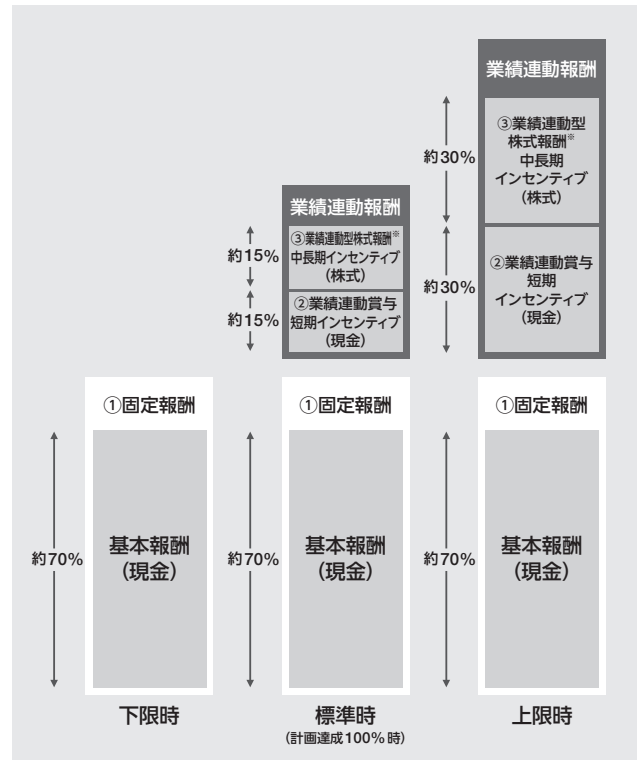 業績連動報酬
③業績連動型
株式報酬※
中長期
インセンティブ
(株式)
約30%
②業績連動賞与
短期
インセンティブ
(現金)
約30%
業績連動報酬
③業績連動型株式報酬※
中長期インセンティブ
(株式)
約15%
②業績連動賞与
短期インセンティブ
(現金)
約15%
①固定報酬
①固定報酬
①固定報酬
約70%
基本報酬
(現金)
約70%
基本報酬
(現金)
約70%
基本報酬
(現金)
下限時
標準時
(計画達成100%時)
上限時